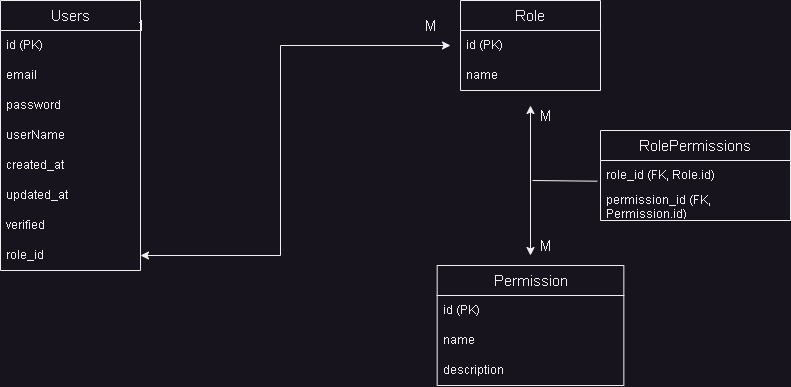 Users
1
id (PK)
email
password
userName
created_at
updated_at
verified
role_id
M
Role
id (PK)
name
M
RolePermissions
role_id (FK, Role.id)
permission_id (FK,
Permission.id)
M
Permission
id (PK)
name
description